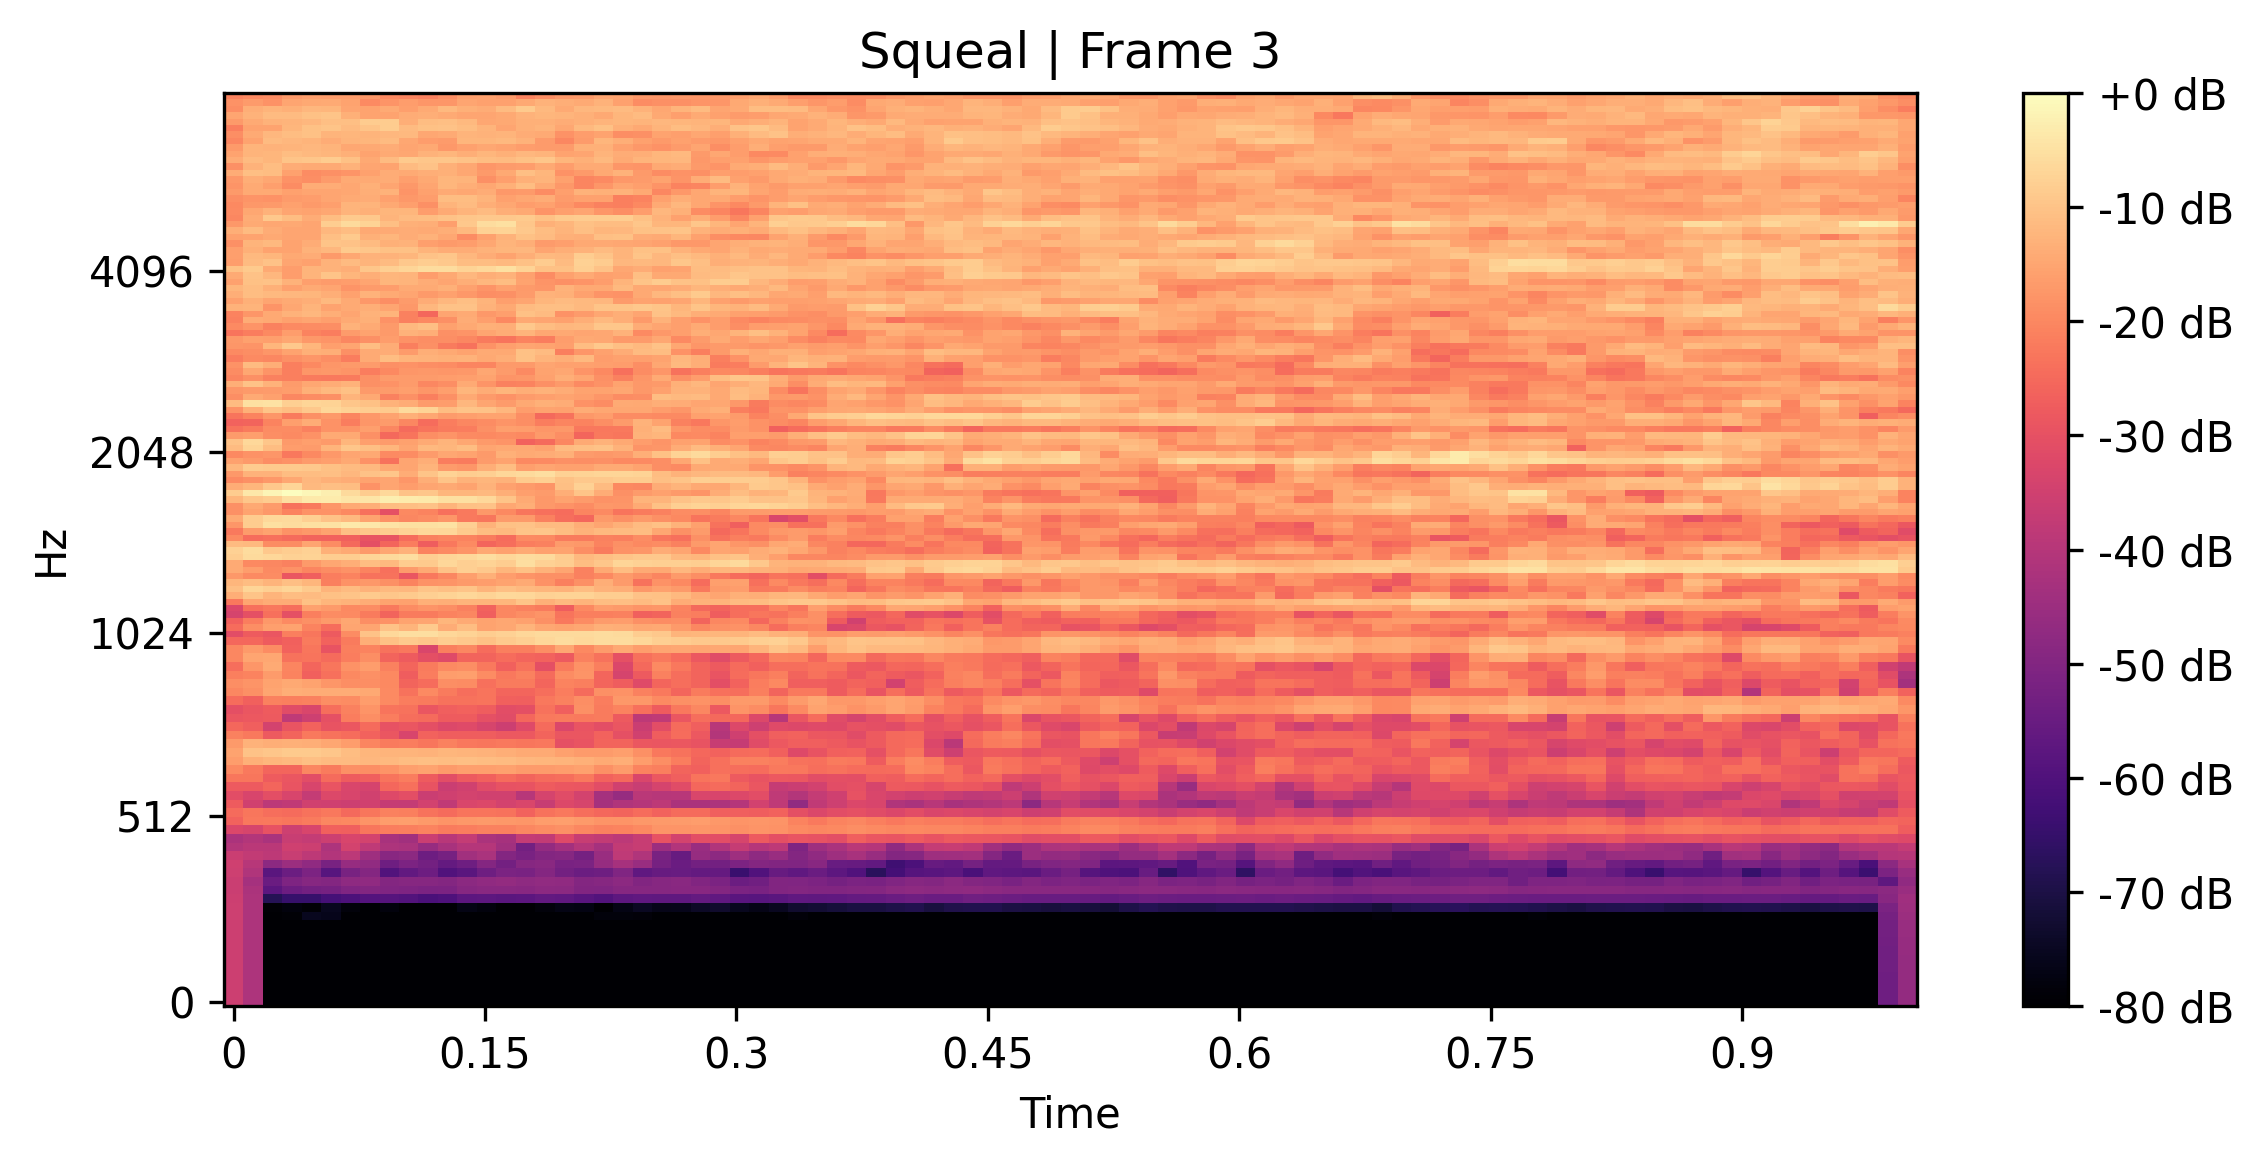 Squeal | Frame 3
Hz
4096
2048
1024
512
0
0 0.15 0.3 0.45 0.6 0.75 0.9
Time
+0 dB
-10 dB
-20 dB
-30 dB
-40 dB
-50 dB
-60 dB
-70 dB
-80 dB